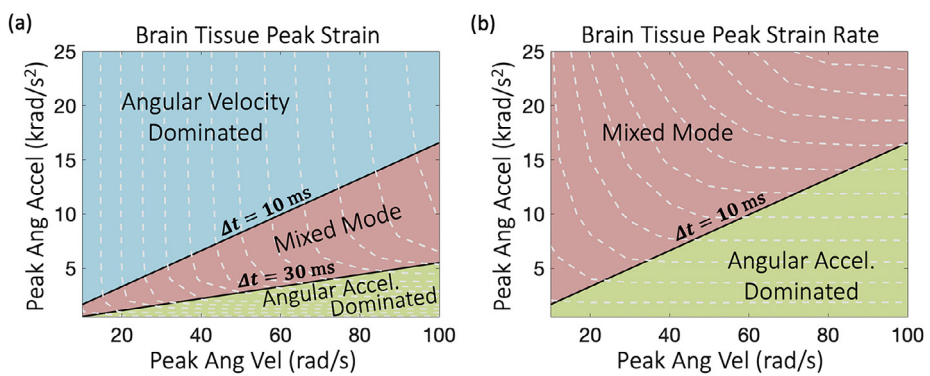 (a)
Brain Tissue Peak Strain
Peak Ang Accel (krad/s²)
25
20
15
10
5
Angular Velocity
Dominated
Δt = 10 ms
Mixed Mode
Δt = 30 ms
Angular Accel.
Dominated
20
40
60
80
100
Peak Ang Vel (rad/s)
(b)
Brain Tissue Peak Strain Rate
Peak Ang Accel (krad/s²)
25
20
15
10
5
Mixed Mode
Δt = 10 ms
Angular Accel.
Dominated
20
40
60
80
100
Peak Ang Vel (rad/s)